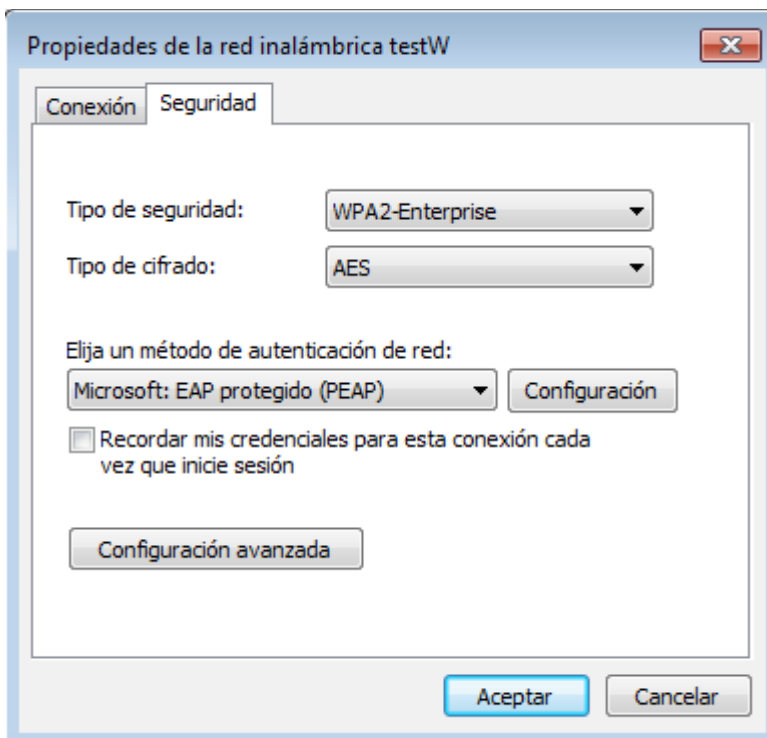 Propiedades de la red inalámbrica testW
Conexión
Seguridad
Tipo de seguridad:
WPA2-Enterprise
Tipo de cifrado:
AES
Elija un método de autenticación de red:
Microsoft: EAP protegido (PEAP)
Configuración
Recordar mis credenciales para esta conexión cada
vez que inicie sesión
Configuración avanzada
Aceptar
Cancelar